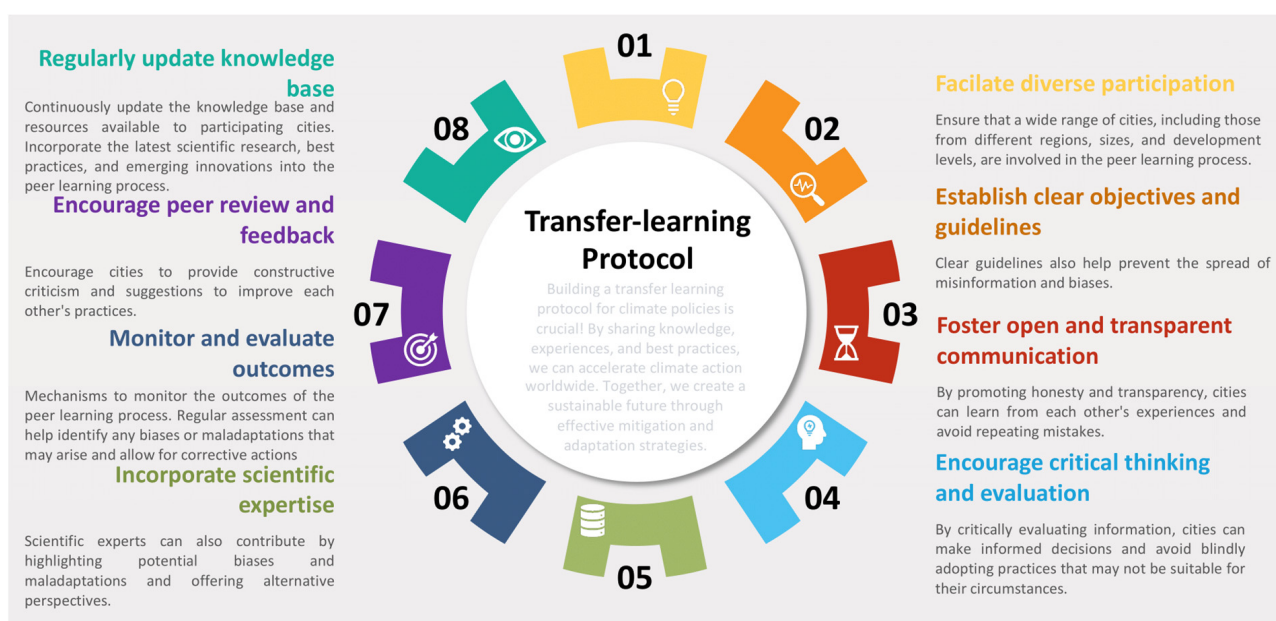 Regularly update knowledge
base
Continuously update the knowledge base and
resources available to participating cities.
Incorporate the latest scientific research, best
practices, and emerging innovations into the
peer learning process.
Encourage peer review and
feedback
Encourage cities to provide constructive
criticism and suggestions to improve each
other's practices.
Monitor and evaluate
outcomes
Mechanisms to monitor the outcomes of the
peer learning process. Regular assessment can
help identify any biases or maladaptations that
may arise and allow for corrective actions
Incorporate scientific
expertise
Scientific experts can also contribute by
highlighting potential biases and
maladaptations and offering alternative
perspectives.
01
02
03
04
05
06
07
08
Transfer-learning
Protocol
Building a transfer learning
protocol for climate policies is
crucial! By sharing knowledge,
experiences, and best practices,
we can accelerate climate action
worldwide. Together, we create a
sustainable future through
effective mitigation and
adaptation strategies.
Facilate diverse participation
Ensure that a wide range of cities, including those
from different regions, sizes, and development
levels, are involved in the peer learning process.
Establish clear objectives and
guidelines
Clear guidelines also help prevent the spread of
misinformation and biases.
Foster open and transparent
communication
By promoting honesty and transparency, cities
can learn from each other's experiences and
avoid repeating mistakes.
Encourage critical thinking
and evaluation
By critically evaluating information, cities can
make informed decisions and avoid blindly
adopting practices that may not be suitable for
their circumstances.